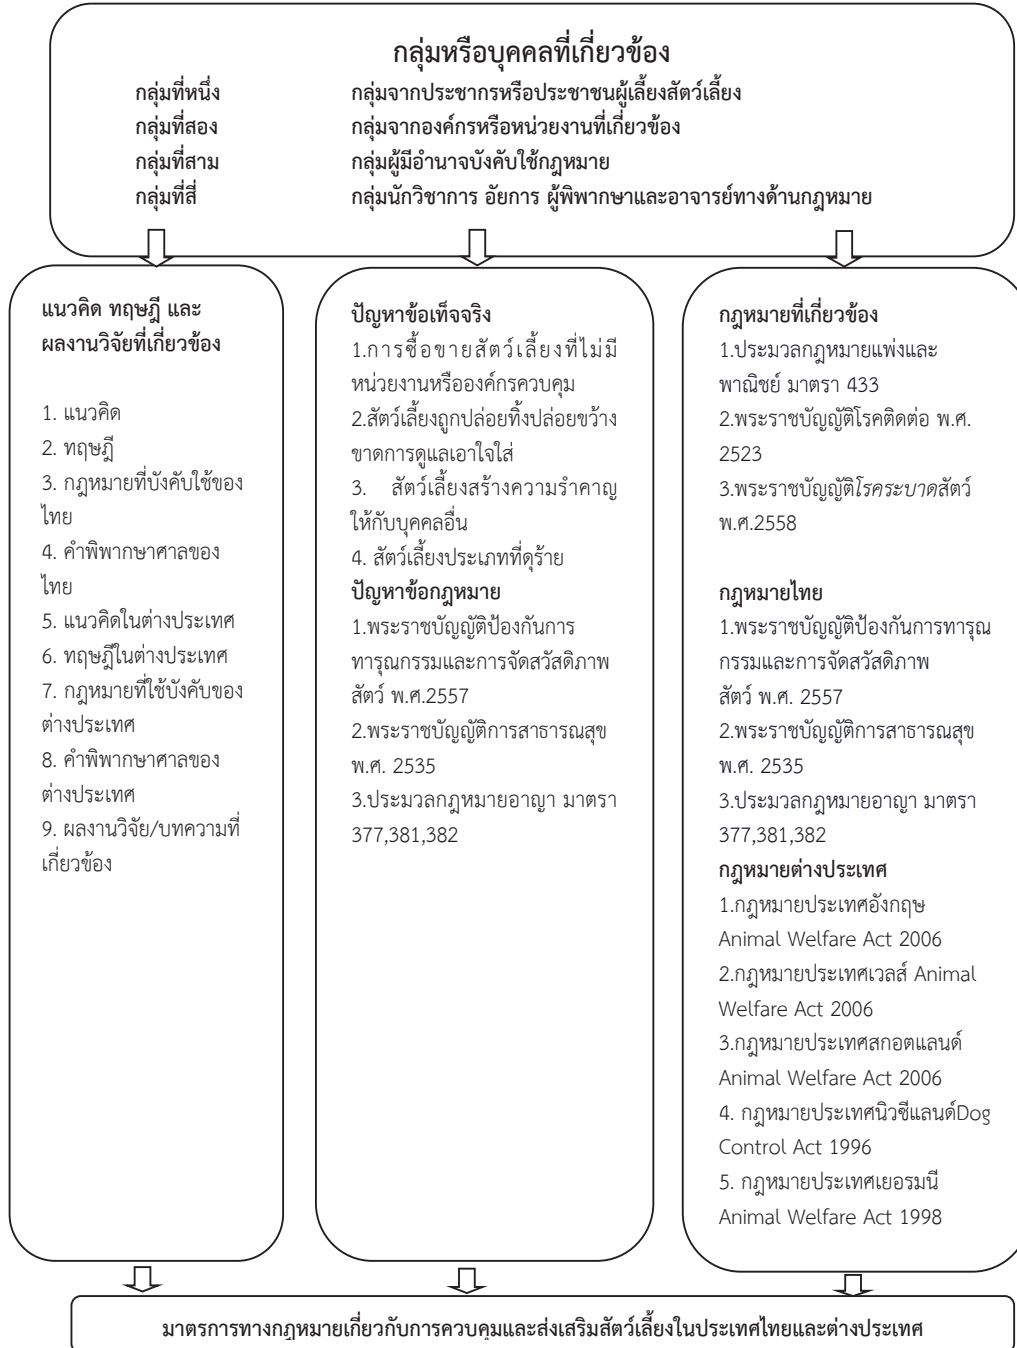 กลุ่มหรือบุคคลที่เกี่ยวข้อง
กลุ่มที่หนึ่ง กลุ่มจากประชากรหรือประชาชนผู้เลี้ยงสัตว์เลี้ยง
กลุ่มที่สอง กลุ่มจากองค์กรหรือหน่วยงานที่เกี่ยวข้อง
กลุ่มที่สาม กลุ่มผู้มีอำนาจบังคับใช้กฎหมาย
กลุ่มที่สี่ กลุ่มนักวิชาการ อัยการ ผู้พิพากษาและอาจารย์ทางด้านกฎหมาย
แนวคิด ทฤษฎี และ
ผลงานวิจัยที่เกี่ยวข้อง
1. แนวคิด
2. ทฤษฎี
3. กฎหมายที่บังคับใช้ของ
ไทย
4. คำพิพากษาศาลของ
ไทย
5. แนวคิดในต่างประเทศ
6. ทฤษฎีในต่างประเทศ
7. กฎหมายที่ใช้บังคับของ
ต่างประเทศ
8. คำพิพากษาศาลของ
ต่างประเทศ
9. ผลงานวิจัย/บทความที่
เกี่ยวข้อง
ปัญหาข้อเท็จจริง
1.การซื้อขายสัตว์เลี้ยงที่ไม่มี
หน่วยงานหรือองค์กรควบคุม
2.สัตว์เลี้ยงถูกปล่อยทิ้งปล่อยขว้าง
ขาดการดูแลเอาใจใส่
3. สัตว์เลี้ยงสร้างความรำคาญ
ให้กับบุคคลอื่น
4. สัตว์เลี้ยงประเภทที่ดุร้าย
ปัญหาข้อกฎหมาย
1.พระราชบัญญัติป้องกันการ
ทารุณกรรมและการจัดสวัสดิภาพ
สัตว์ พ.ศ.2557
2.พระราชบัญญัติการสาธารณสุข
พ.ศ. 2535
3.ประมวลกฎหมายอาญา มาตรา
377,381,382
กฎหมายที่เกี่ยวข้อง
1.ประมวลกฎหมายแพ่งและ
พาณิชย์ มาตรา 433
2.พระราชบัญญัติโรคติดต่อ พ.ศ.
2523
3.พระราชบัญญัติโรคระบาดสัตว์
พ.ศ.2558
กฎหมายไทย
1.พระราชบัญญัติป้องกันการทารุณ
กรรมและการจัดสวัสดิภาพ
สัตว์ พ.ศ. 2557
2.พระราชบัญญัติการสาธารณสุข
พ.ศ. 2535
3.ประมวลกฎหมายอาญา มาตรา
377,381,382
กฎหมายต่างประเทศ
1.กฎหมายประเทศอังกฤษ
Animal Welfare Act 2006
2.กฎหมายประเทศเวลส์ Animal
Welfare Act 2006
3.กฎหมายประเทศสกอตแลนด์
Animal Welfare Act 2006
4. กฎหมายประเทศนิวซีแลนด์Dog
Control Act 1996
5. กฎหมายประเทศเยอรมนี
Animal Welfare Act 1998
มาตรการทางกฎหมายเกี่ยวกับการควบคุมและส่งเสริมสัตว์เลี้ยงในประเทศไทยและต่างประเทศ